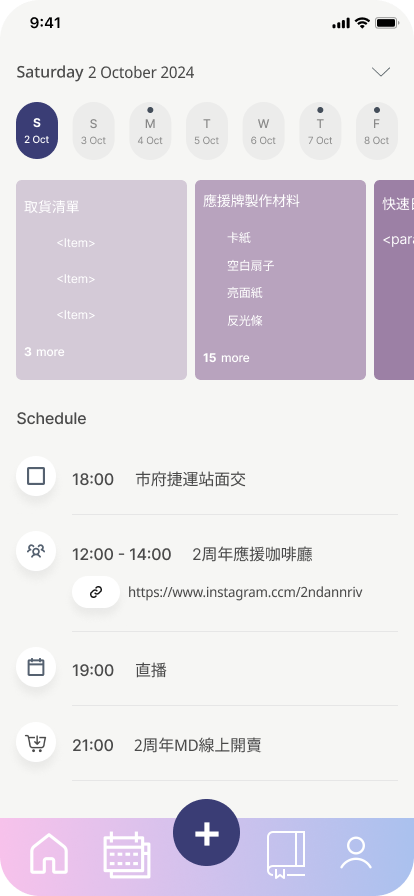 9:41
Saturday 2 October 2024
S S M T W T F
2 Oct 3 Oct 4 Oct 5 Oct 6 Oct 7 Oct 8 Oct
取貨清單
<Item>
<Item>
<Item>
3 more
應援牌製作材料
卡紙
空白扇子
亮面紙
反光條
15 more
快速
<para
Schedule
18:00 市府捷運站面交
12:00 - 14:00 2周年應援咖啡廳
https://www.instagram.ccm/2ndannriv
19:00 直播
21:00 2周年MD線上開賣